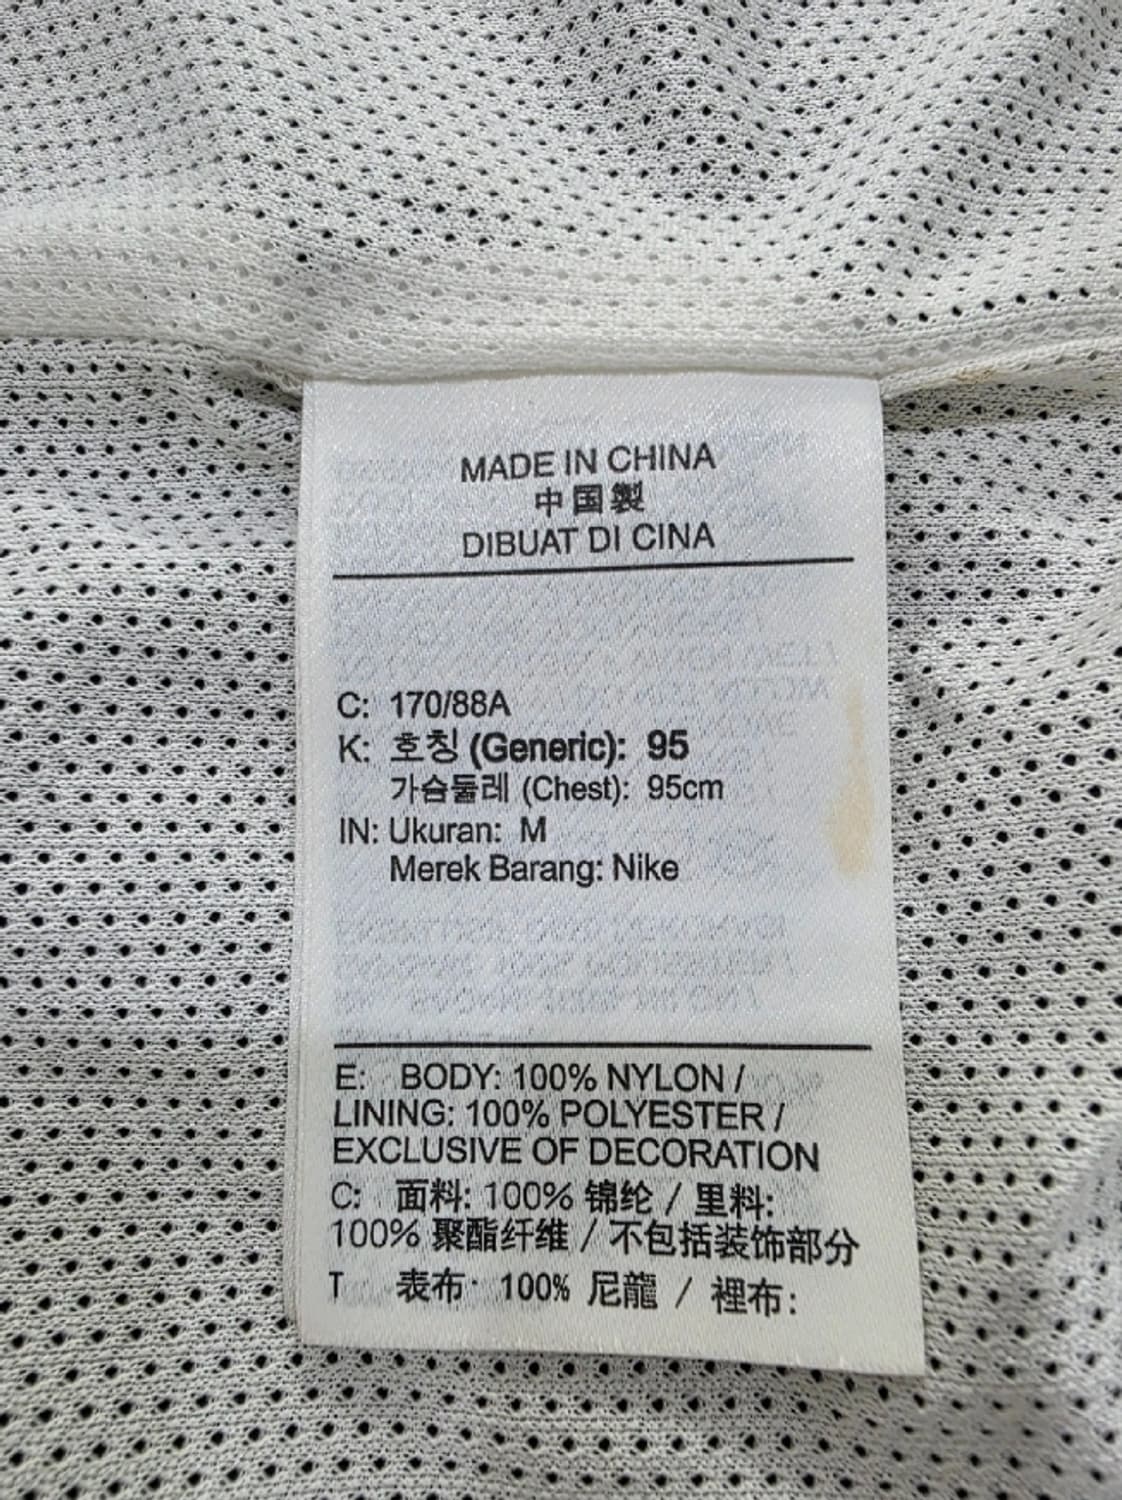 MADE IN CHINA
中国製
DIBUAT DI CINA
C: 170/88A
K: 호칭 (Generic): 95
가슴둘레 (Chest): 95cm
IN: Ukuran: M
Merek Barang: Nike
E: BODY: 100% NYLON /
LINING: 100% POLYESTER /
EXCLUSIVE OF DECORATION
C: 面料: 100% 锦纶 / 里料:
100% 聚酯纤维 / 不包括装饰部分
T 表布: 100% 尼龍 / 裡布: